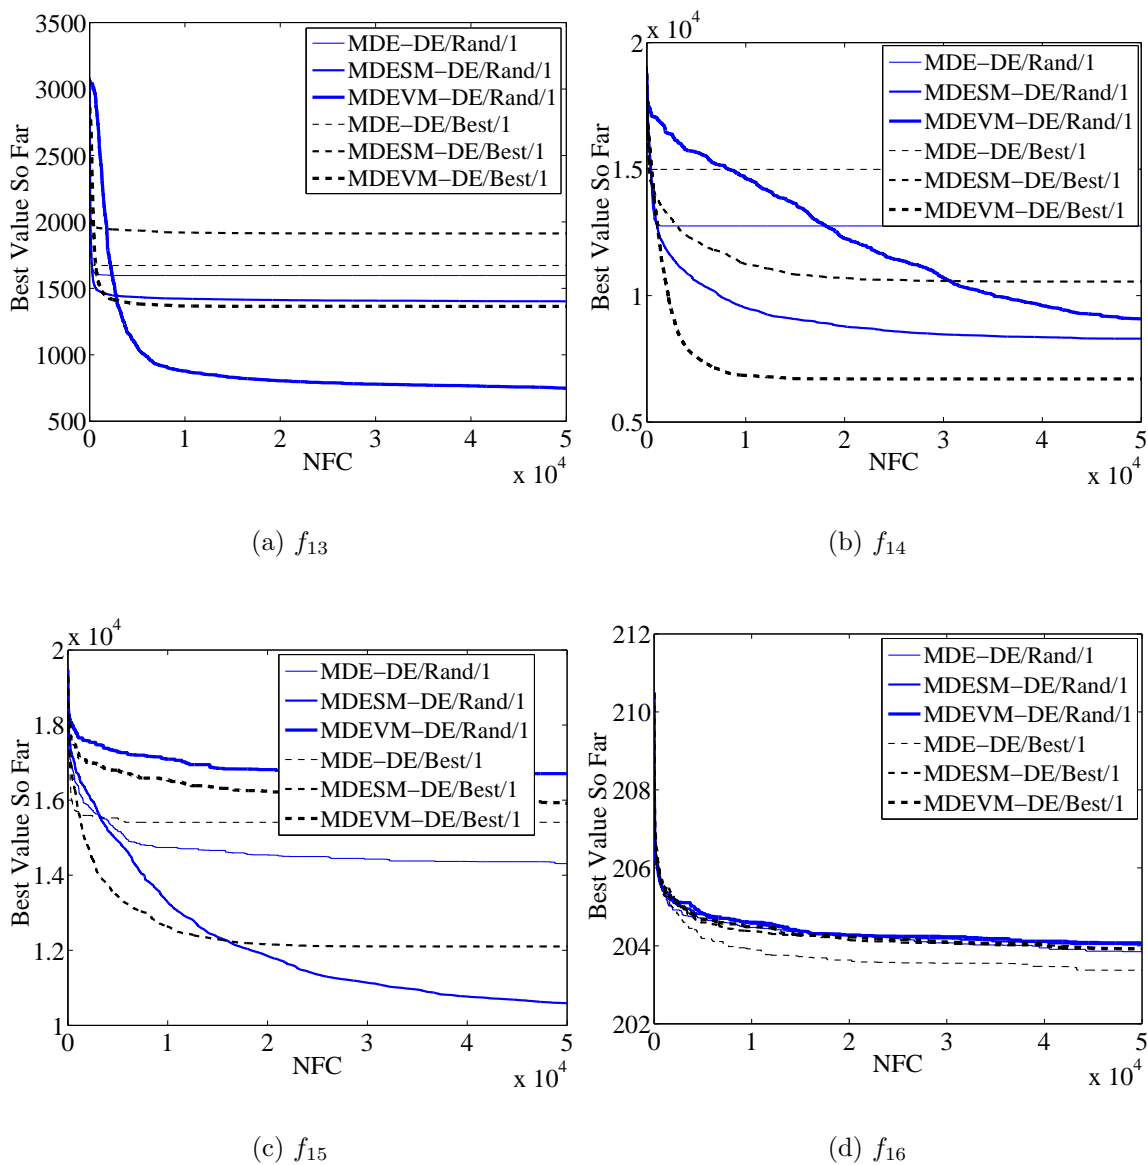 3500
3000
2500
2000
1500
1000
500
Best Value So Far
MDE−DE/Rand/1
MDESM−DE/Rand/1
MDEVM−DE/Rand/1
MDE−DE/Best/1
MDESM−DE/Best/1
MDEVM−DE/Best/1
0 1 2 3 4 5
NFC
x 10^4
(a) f_13
x 10^4
2
1.5
1
0.5
Best Value So Far
MDE−DE/Rand/1
MDESM−DE/Rand/1
MDEVM−DE/Rand/1
MDE−DE/Best/1
MDESM−DE/Best/1
MDEVM−DE/Best/1
0 1 2 3 4 5
NFC
x 10^4
(b) f_14
x 10^4
2
1.8
1.6
1.4
1.2
1
Best Value So Far
MDE−DE/Rand/1
MDESM−DE/Rand/1
MDEVM−DE/Rand/1
MDE−DE/Best/1
MDESM−DE/Best/1
MDEVM−DE/Best/1
0 1 2 3 4 5
NFC
x 10^4
(c) f_15
212
210
208
206
204
202
Best Value So Far
MDE−DE/Rand/1
MDESM−DE/Rand/1
MDEVM−DE/Rand/1
MDE−DE/Best/1
MDESM−DE/Best/1
MDEVM−DE/Best/1
0 1 2 3 4 5
NFC
x 10^4
(d) f_16